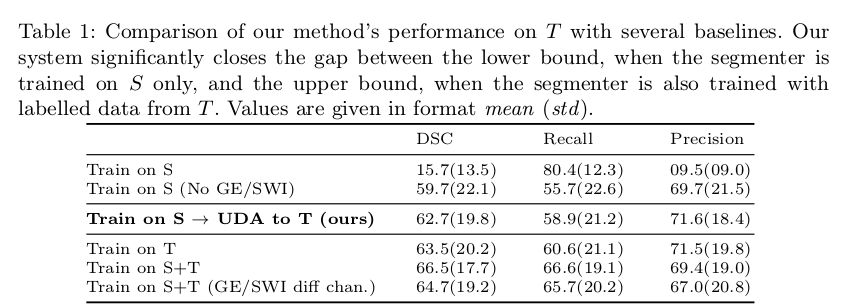 Table 1: Comparison of our method's performance on T with several baselines. Our
system significantly closes the gap between the lower bound, when the segmenter is
trained on S only, and the upper bound, when the segmenter is also trained with
labelled data from T. Values are given in format mean (std).
DSC Recall Precision
Train on S 15.7(13.5) 80.4(12.3) 09.5(09.0)
Train on S (No GE/SWI) 59.7(22.1) 55.7(22.6) 69.7(21.5)
Train on S → UDA to T (ours) 62.7(19.8) 58.9(21.2) 71.6(18.4)
Train on T 63.5(20.2) 60.6(21.1) 71.5(19.8)
Train on S+T 66.5(17.7) 66.6(19.1) 69.4(19.0)
Train on S+T (GE/SWI diff chan.) 64.7(19.2) 65.7(20.2) 67.0(20.8)